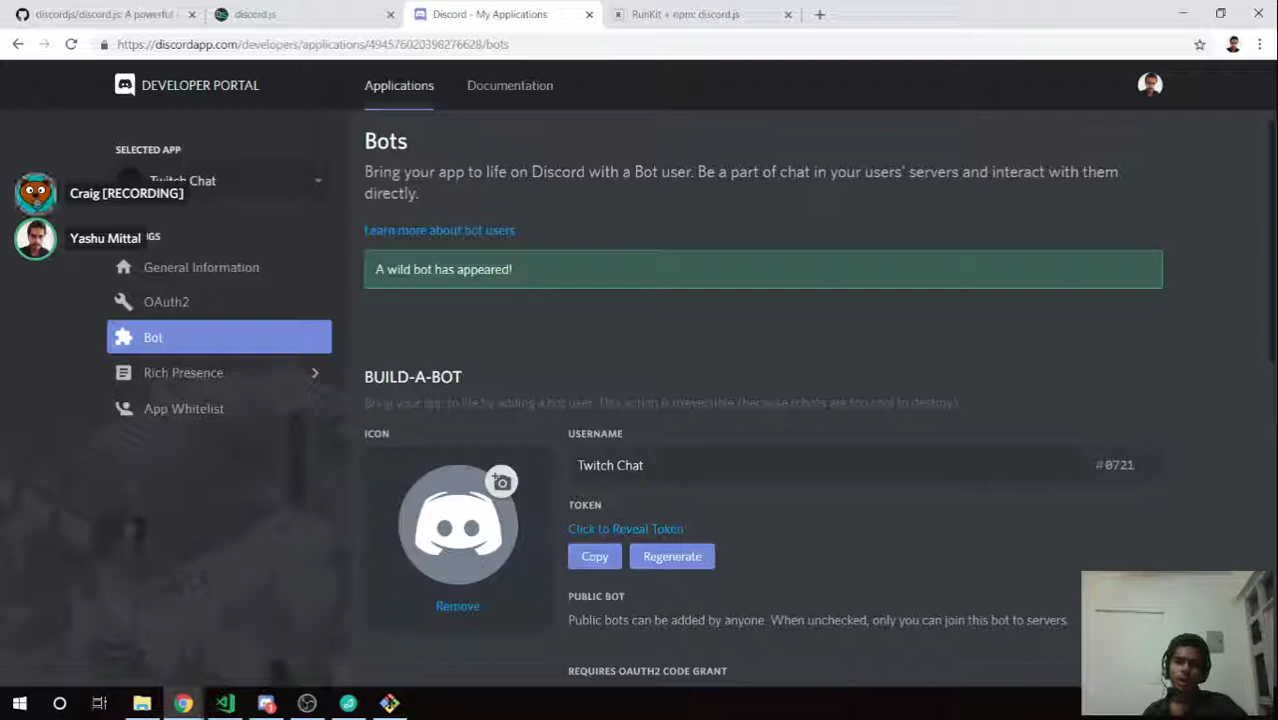 discordjs/discord.js: A powerful
discord.js
Discord - My Applications
RunKit + npm: discord.js
https://discordapp.com/developers/applications/494576020398276628/bots
DEVELOPER PORTAL
Applications
Documentation
SELECTED APP
Twitch Chat
Craig [RECORDING]
Yashu Mittal
GS
General Information
OAuth2
Bot
Rich Presence
App Whitelist
Bots
Bring your app to life on Discord with a Bot user. Be a part of chat in your users' servers and interact with them
directly.
Learn more about bot users
A wild bot has appeared!
BUILD-A-BOT
Bring your app to life by adding a bot user. This action is irreversible (because robots are too cool to destroy).
ICON
Remove
USERNAME
Twitch Chat
#0721
TOKEN
Click to Reveal Token
Copy
Regenerate
PUBLIC BOT
Public bots can be added by anyone. When unchecked, only you can join this bot to servers.
REQUIRES OAUTH2 CODE GRANT